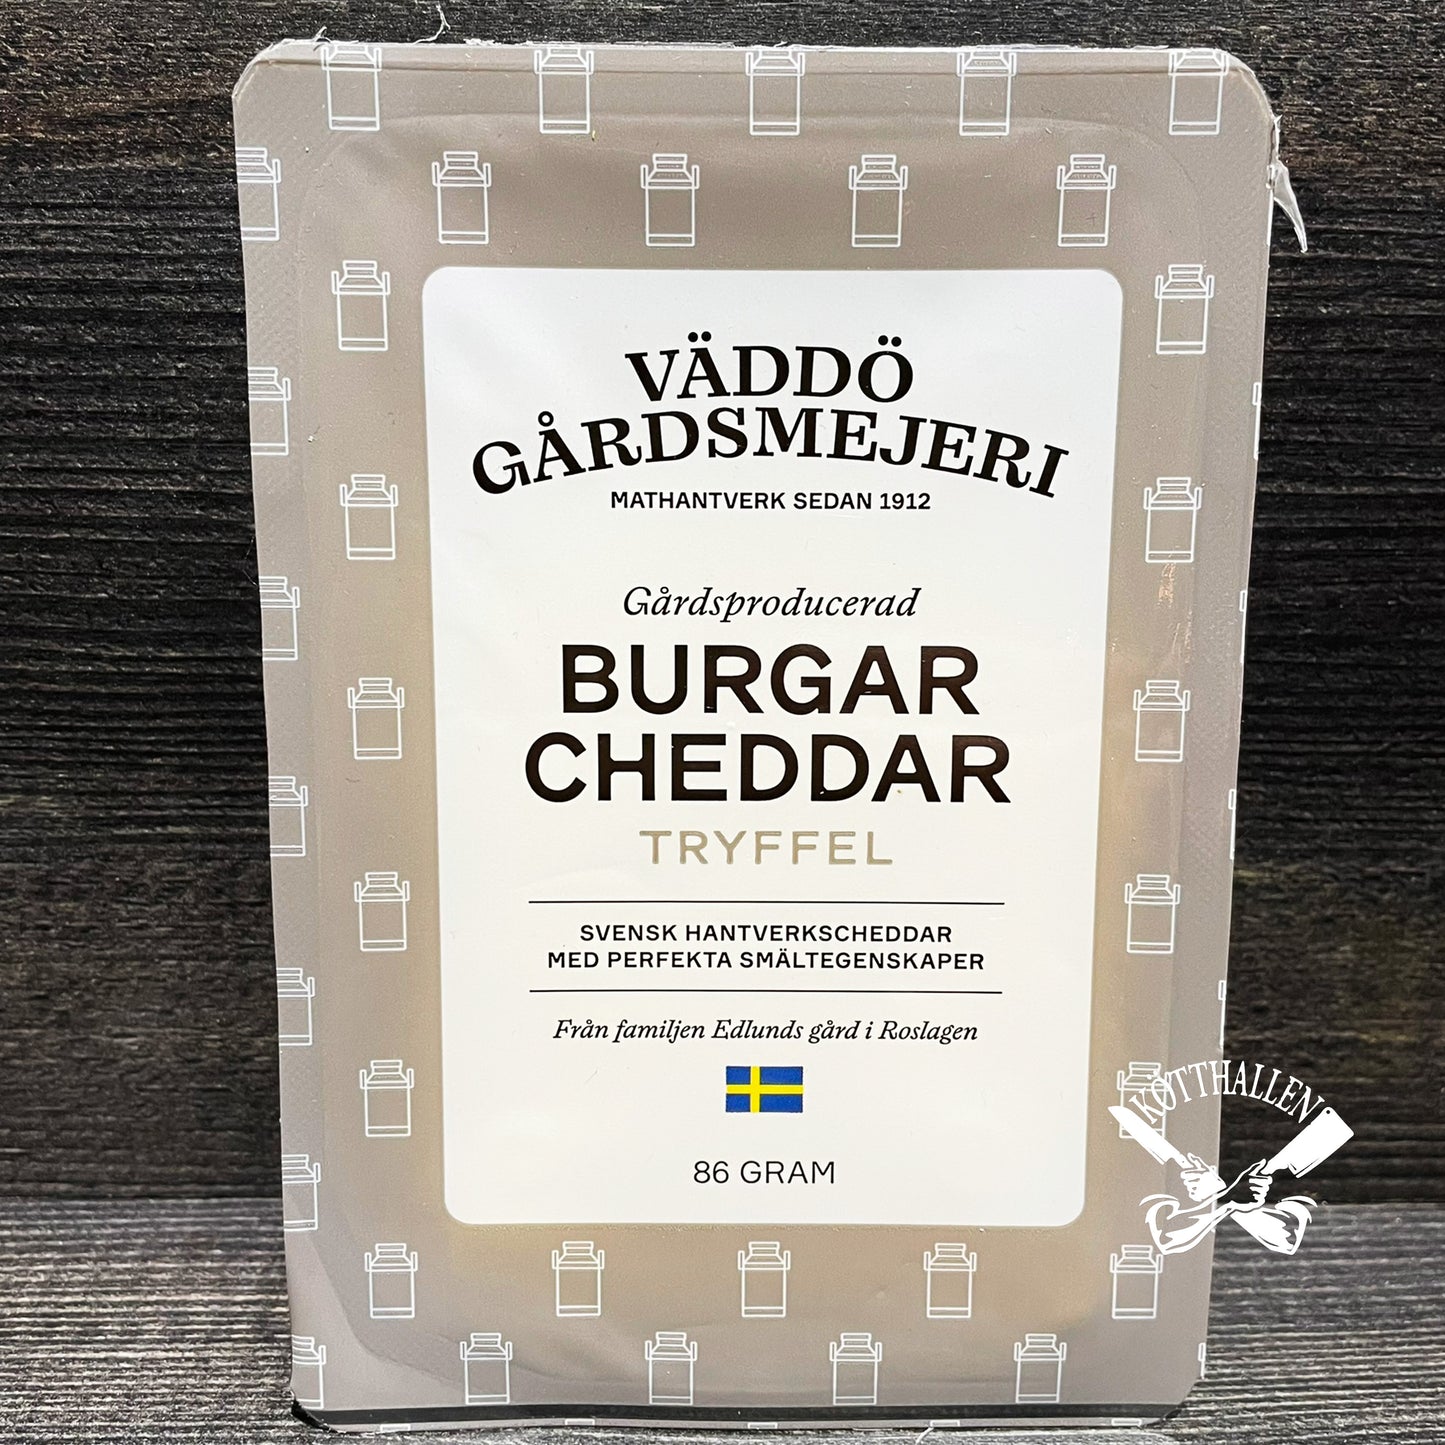 VÄDDÖ
GÅRDSMEJERI
MATHANTVERK SEDAN 1912
Gårdsproducerad
BURGAR
CHEDDAR
TRYFFEL
SVENSK HANTVERKSCHEDDAR
MED PERFEKTA SMÄLTEGENSKAPER
Från familjen Edlunds gård i Roslagen
86 GRAM
KÖTTHALLEN